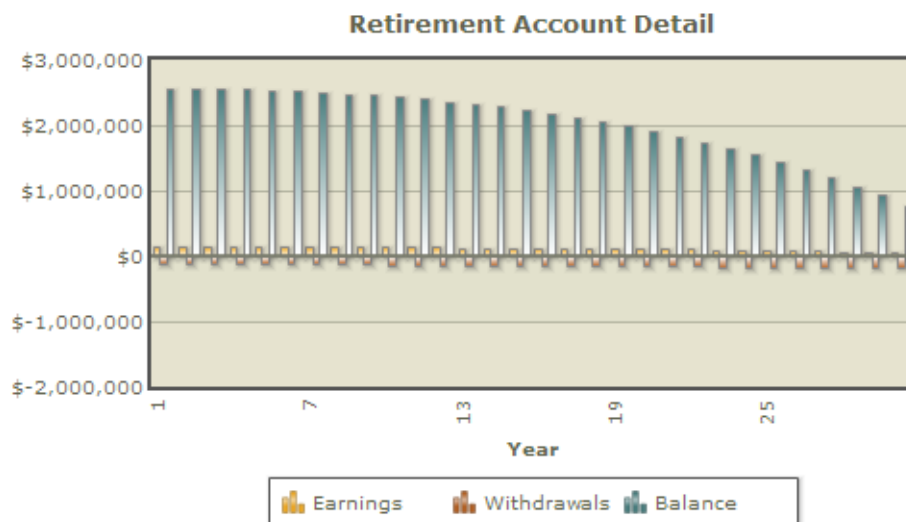 Retirement Account Detail
$3,000,000
$2,000,000
$1,000,000
$0
$-1,000,000
$-2,000,000
1 7 13 19 25
Year
Earnings Withdrawals Balance